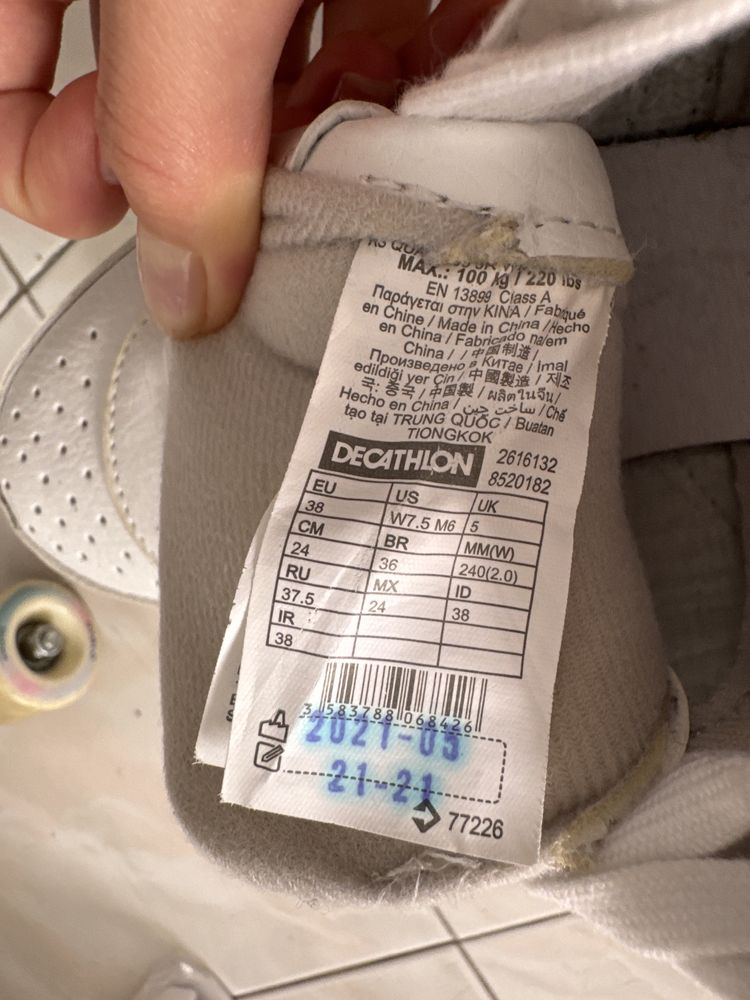 MAX.: 100 kg / 220 lbs
EN 13899 Class A
Παράγεται στην ΚΙΝΑ / Fabriqué
en Chine / Made in China / Hecho
en China / Fabricado na/em
China / / 中国制造 /
Произведено в Китае / İmal
edildiği yer Çin / 中國製造 / 제조
국: 중국 / 中国製 / ผลิตในจีน /
Hecho en China / ساخت چین / Chế
tạo tại TRUNG QUỐC / Buatan
TIONGKOK
DECATHLON 2616132
8520182
EU US UK
38 W7.5 M6 5
CM BR MM(W)
24 36 240(2.0)
RU MX ID
37.5 24 38
IR
38
3 583788 068426
2021-05
21-21
77226